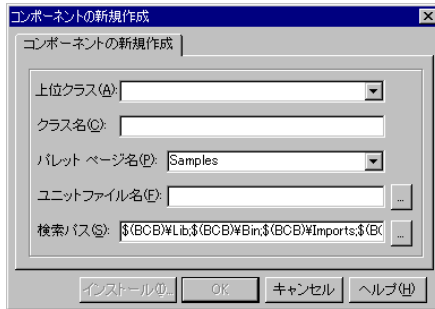 コンポーネントの新規作成
コンポーネントの新規作成
上位クラス(A):
クラス名(C):
パレット ページ名(P): Samples
ユニットファイル名(F): ...
検索パス(S): $(BCB)¥Lib;$(BCB)¥Bin;$(BCB)¥Imports;$(BC ...
インストール(I)... OK キャンセル ヘルプ(H)